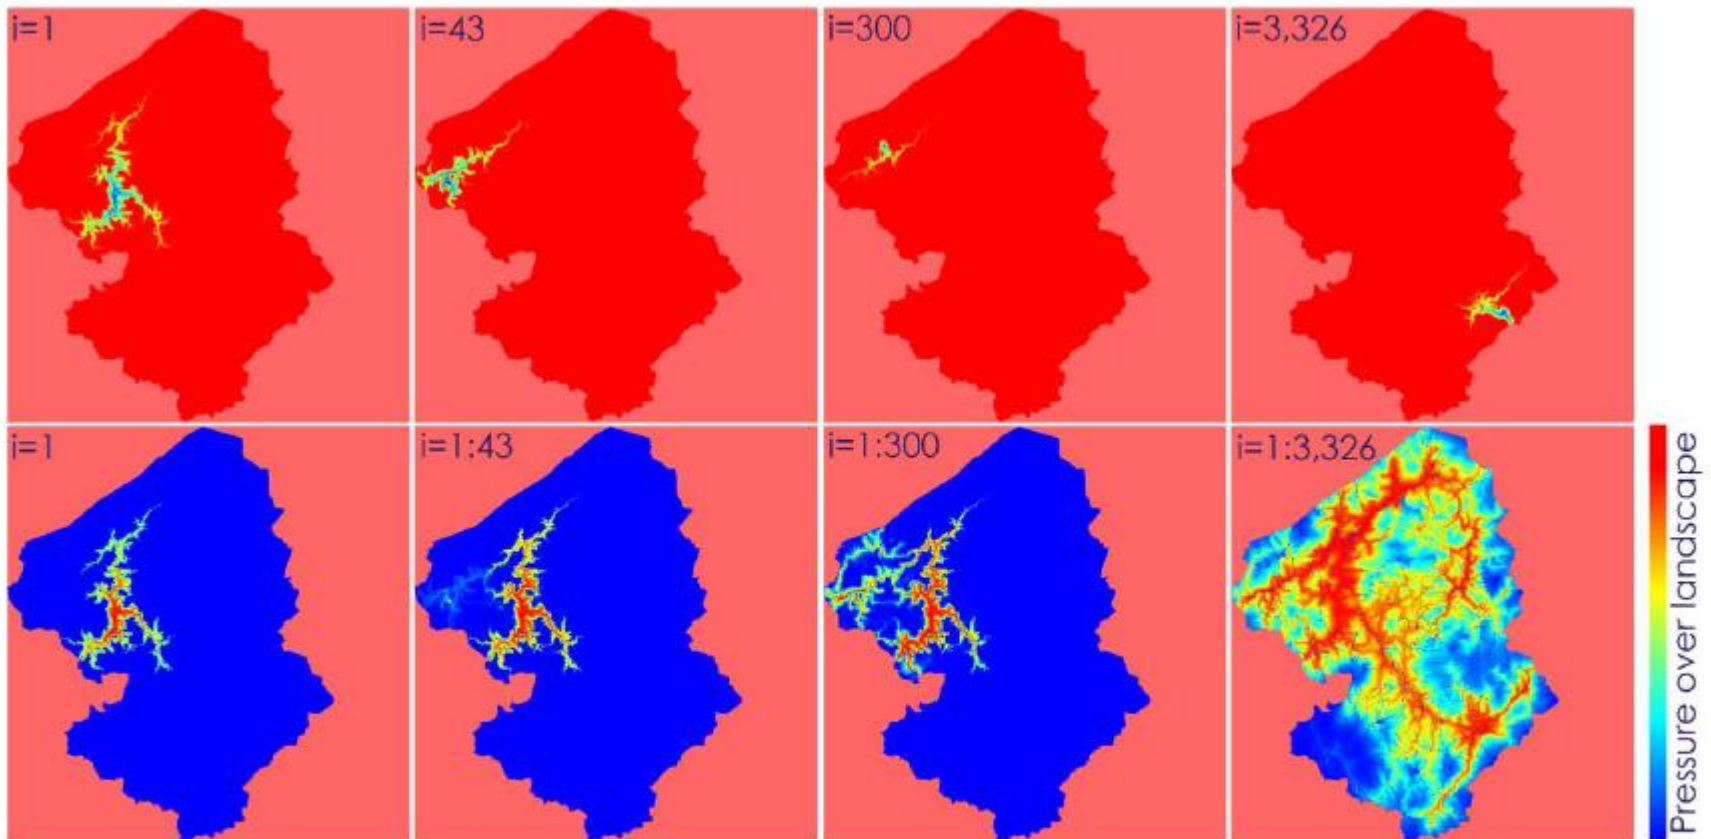 i=1
i=43
i=300
i=3,326
i=1
i=1:43
i=1:300
i=1:3,326
Pressure over landscape